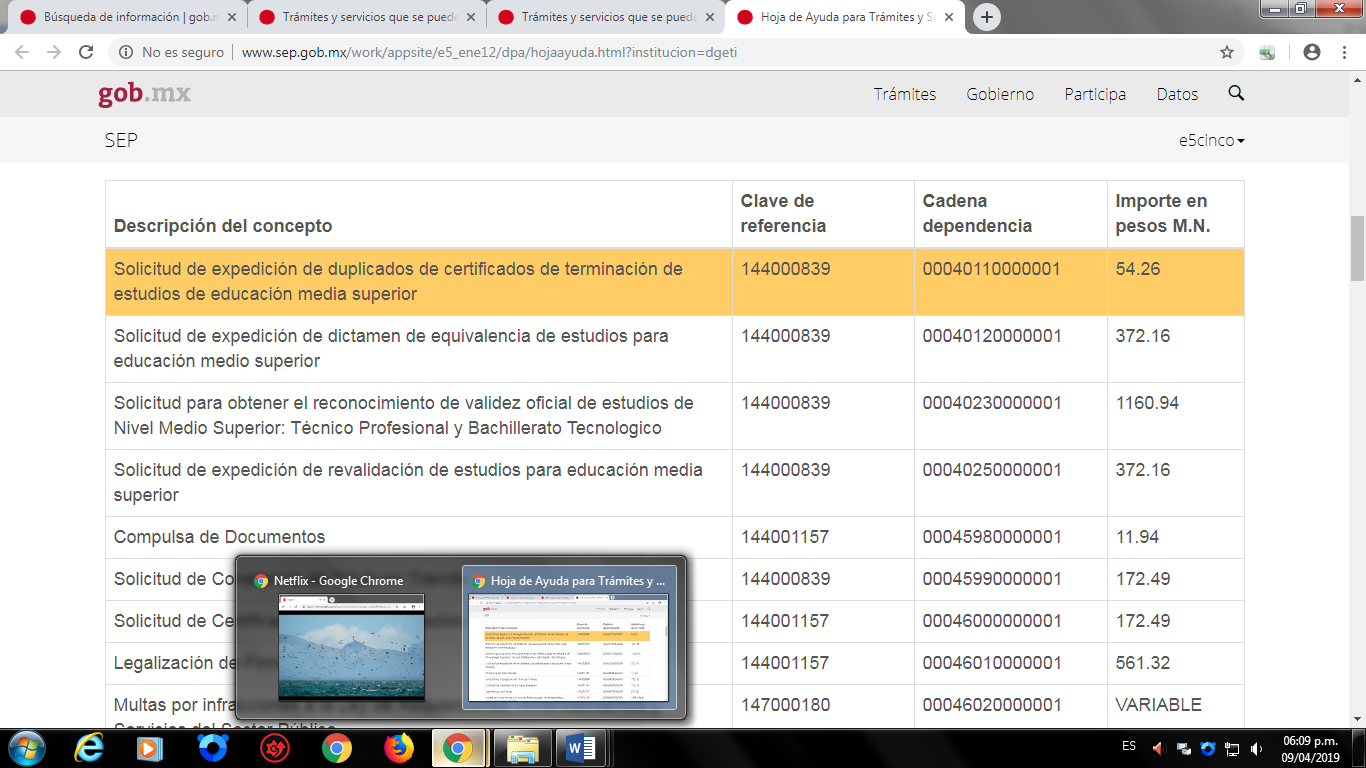 Búsqueda de información | gob.m
Trámites y servicios que se puede
Trámites y servicios que se puede
Hoja de Ayuda para Trámites y Se
No es seguro | www.sep.gob.mx/work/appsite/e5_ene12/dpa/hojaayuda.html?institucion=dgeti
gob.mx
Trámites Gobierno Participa Datos
SEP
e5cinco
Descripción del concepto
Clave de
referencia
Cadena
dependencia
Importe en
pesos M.N.
Solicitud de expedición de duplicados de certificados de terminación de
estudios de educación media superior
144000839
00040110000001
54.26
Solicitud de expedición de dictamen de equivalencia de estudios para
educación medio superior
144000839
00040120000001
372.16
Solicitud para obtener el reconocimiento de validez oficial de estudios de
Nivel Medio Superior: Técnico Profesional y Bachillerato Tecnologico
144000839
00040230000001
1160.94
Solicitud de expedición de revalidación de estudios para educación media
superior
144000839
00040250000001
372.16
Compulsa de Documentos
144001157
00045980000001
11.94
Solicitud de Co
144000839
00045990000001
172.49
Solicitud de Certific
144001157
00046000000001
172.49
Legalización de
144001157
00046010000001
561.32
Multas por infra
147000180
00046020000001
VARIABLE
Netflix - Google Chrome
Hoja de Ayuda para Trámites y ...
ES
06:09 p.m.
09/04/2019